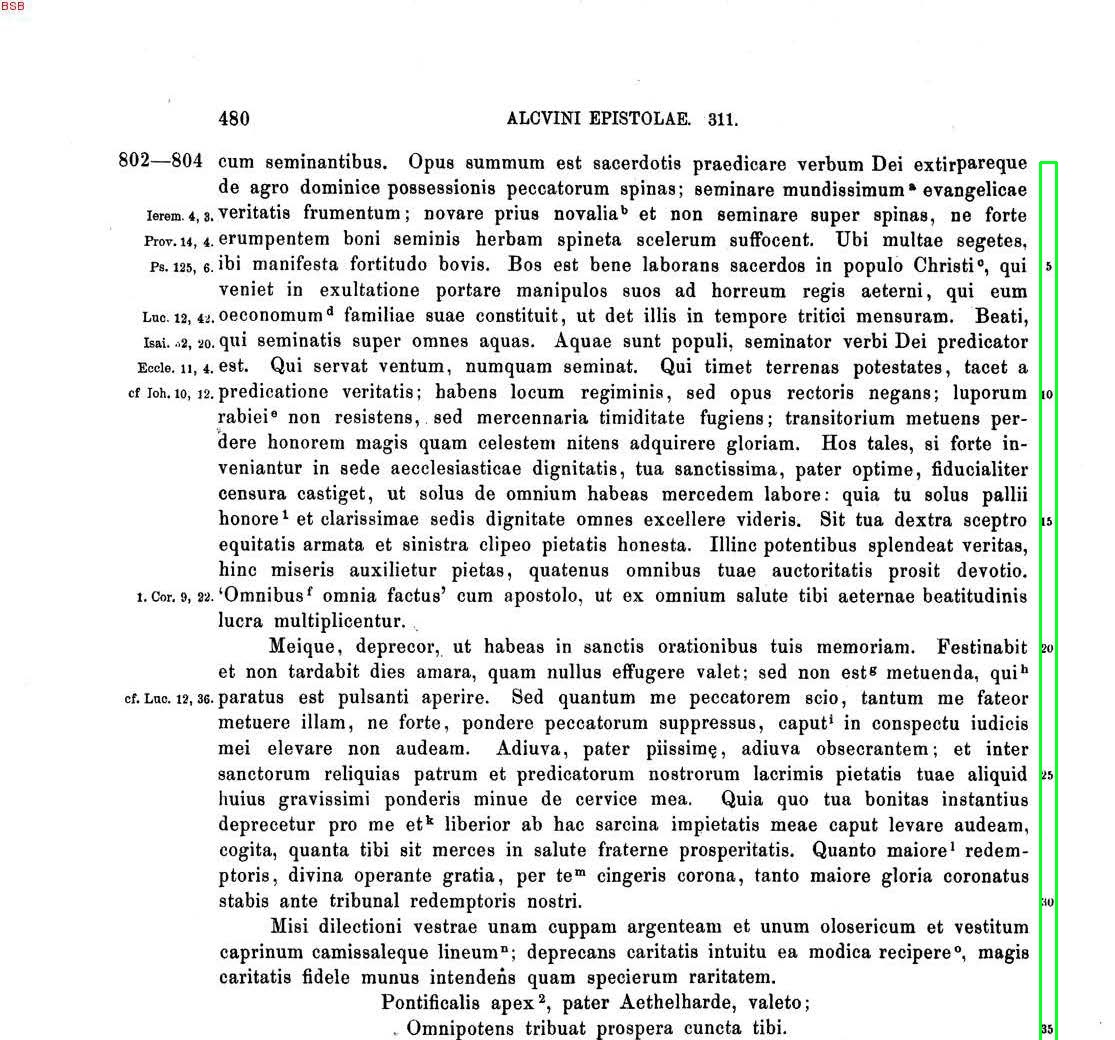 BSB
480 ALCVINI EPISTOLAE. 311.
802—804 cum seminantibus. Opus summum est sacerdotis praedicare verbum Dei extirpareque
de agro dominice possessionis peccatorum spinas; seminare mundissimum a evangelicae
Ierem. 4, 3. veritatis frumentum; novare prius novalia b et non seminare super spinas, ne forte
Prov. 14, 4. erumpentem boni seminis herbam spineta scelerum suffocent. Ubi multae segetes,
Ps. 125, 6. ibi manifesta fortitudo bovis. Bos est bene laborans sacerdos in populo Christi c, qui 5
veniet in exultatione portare manipulos suos ad horreum regis aeterni, qui eum
Luc. 12, 42. oeconomum d familiae suae constituit, ut det illis in tempore tritici mensuram. Beati,
Isai. 32, 20. qui seminatis super omnes aquas. Aquae sunt populi, seminator verbi Dei predicator
Eccle. 11, 4. est. Qui servat ventum, numquam seminat. Qui timet terrenas potestates, tacet a
cf Ioh. 10, 12. predicatione veritatis; habens locum regiminis, sed opus rectoris negans; luporum 10
rabiei e non resistens, sed mercennaria timiditate fugiens; transitorium metuens per-
dere honorem magis quam celestem nitens adquirere gloriam. Hos tales, si forte in-
veniantur in sede aecclesiasticae dignitatis, tua sanctissima, pater optime, fiducialiter
censura castiget, ut solus de omnium habeas mercedem labore: quia tu solus pallii
honore 1 et clarissimae sedis dignitate omnes excellere videris. Sit tua dextra sceptro 15
equitatis armata et sinistra clipeo pietatis honesta. Illinc potentibus splendeat veritas,
hinc miseris auxilietur pietas, quatenus omnibus tuae auctoritatis prosit devotio.
1. Cor. 9, 22. 'Omnibus f omnia factus' cum apostolo, ut ex omnium salute tibi aeternae beatitudinis
lucra multiplicentur.
Meique, deprecor, ut habeas in sanctis orationibus tuis memoriam. Festinabit 20
et non tardabit dies amara, quam nullus effugere valet; sed non est g metuenda, qui h
cf. Luc. 12, 36. paratus est pulsanti aperire. Sed quantum me peccatorem scio, tantum me fateor
metuere illam, ne forte, pondere peccatorum suppressus, caput i in conspectu iudicis
mei elevare non audeam. Adiuva, pater piissimę, adiuva obsecrantem; et inter
sanctorum reliquias patrum et predicatorum nostrorum lacrimis pietatis tuae aliquid 25
huius gravissimi ponderis minue de cervice mea. Quia quo tua bonitas instantius
deprecetur pro me et k liberior ab hac sarcina impietatis meae caput levare audeam,
cogita, quanta tibi sit merces in salute fraterne prosperitatis. Quanto maiore l redem-
ptoris, divina operante gratia, per te m cingeris corona, tanto maiore gloria coronatus
stabis ante tribunal redemptoris nostri. 30
Misi dilectioni vestrae unam cuppam argenteam et unum olosericum et vestitum
caprinum camissaleque lineum n; deprecans caritatis intuitu ea modica recipere o, magis
caritatis fidele munus intendens quam specierum raritatem.
Pontificalis apex 2, pater Aethelharde, valeto;
Omnipotens tribuat prospera cuncta tibi. 35